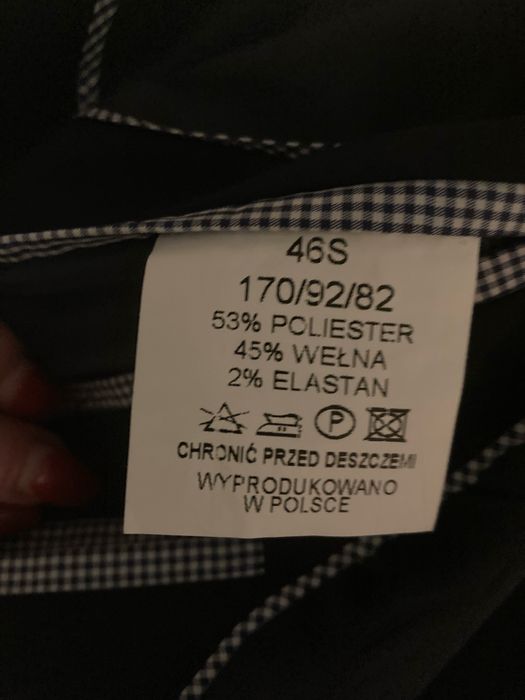 46S
170/92/82
53% POLIESTER
45% WEŁNA
2% ELASTAN
P
CHRONIĆ PRZED DESZCZEM
WYPRODUKOWANO
W POLSCE